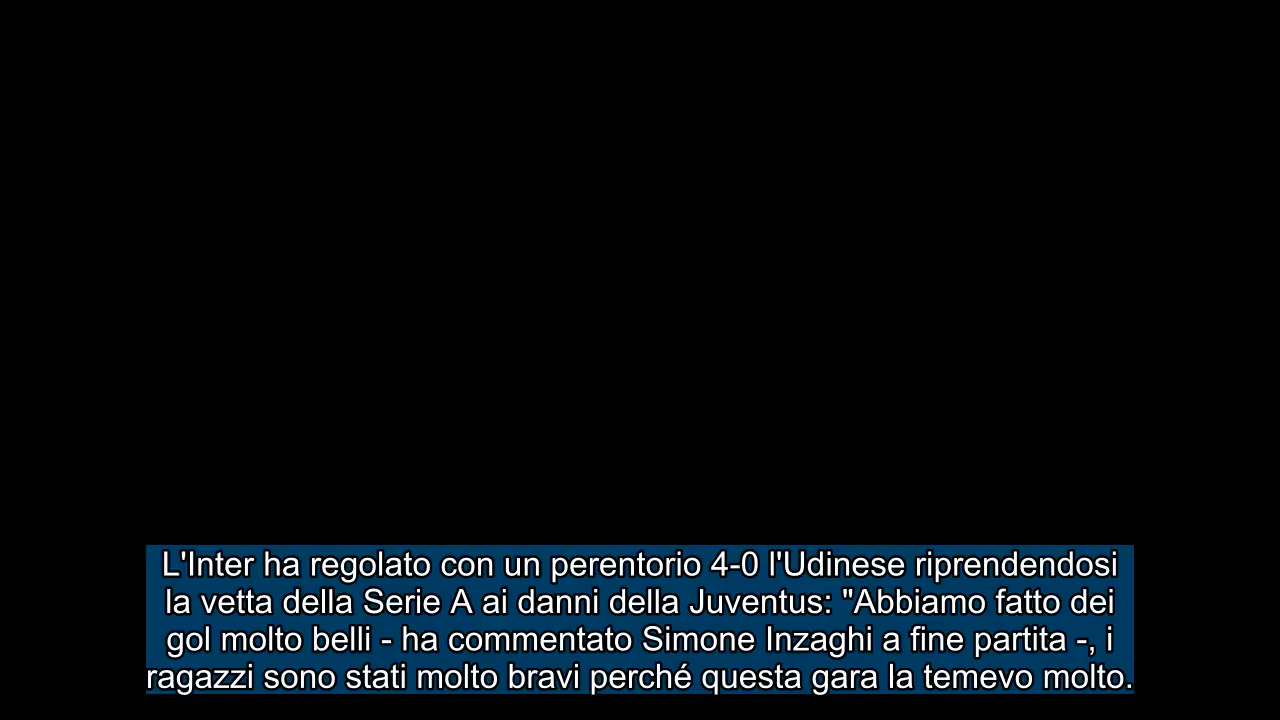 L'Inter ha regolato con un perentorio 4-0 l'Udinese riprendendosi
la vetta della Serie A ai danni della Juventus: "Abbiamo fatto dei
gol molto belli - ha commentato Simone Inzaghi a fine partita -, i
ragazzi sono stati molto bravi perché questa gara la temevo molto.